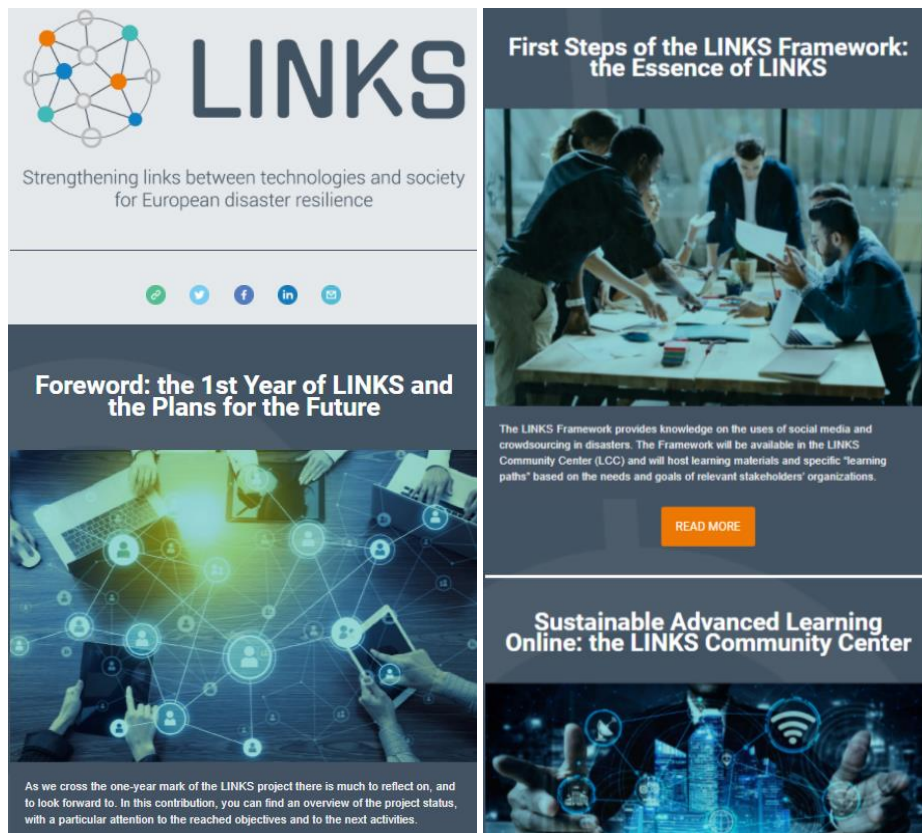 LINKS
Strengthening links between technologies and society
for European disaster resilience
Foreword: the 1st Year of LINKS and
the Plans for the Future
As we cross the one-year mark of the LINKS project there is much to reflect on, and
to look forward to. In this contribution, you can find an overview of the project status,
with a particular attention to the reached objectives and to the next activities.
First Steps of the LINKS Framework:
the Essence of LINKS
The LINKS Framework provides knowledge on the uses of social media and
crowdsourcing in disasters. The Framework will be available in the LINKS
Community Center (LCC) and will host learning materials and specific "learning
paths" based on the needs and goals of relevant stakeholders' organizations.
READ MORE
Sustainable Advanced Learning
Online: the LINKS Community Center